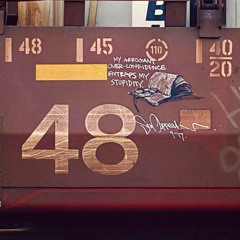 48
45
110
40
20
MY ARROGANT
OVER-CONFIDENCE
ENTRAPS MY
STUPIDITY.
48